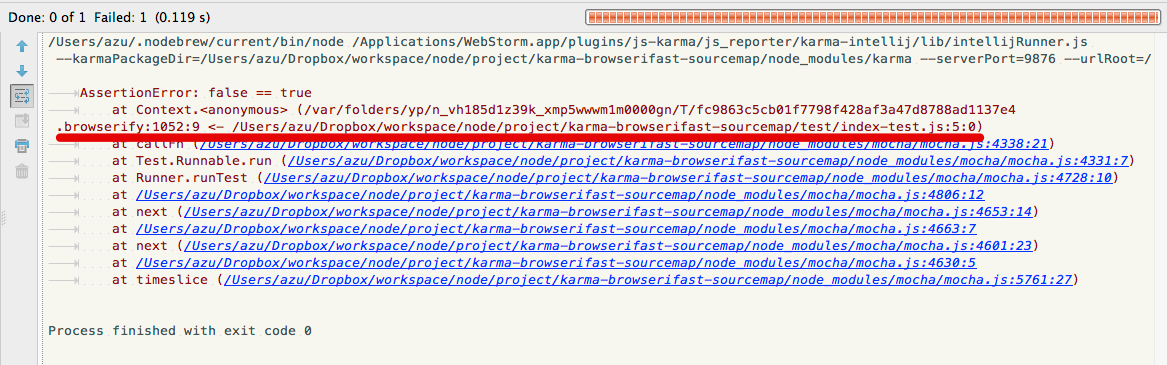 Done: 0 of 1 Failed: 1 (0.119 s)
/Users/azu/.nodebrew/current/bin/node /Applications/WebStorm.app/plugins/js-karma/js_reporter/karma-intellij/lib/intellijRunner.js
--karmaPackageDir=/Users/azu/Dropbox/workspace/node/project/karma-browserifast-sourcemap/node_modules/karma --serverPort=9876 --urlRoot=/
AssertionError: false == true
at Context.<anonymous> (/var/folders/yp/n_vh185d1z39k_xmp5wwwm1m0000gn/T/fc9863c5cb01f7798f428af3a47d8788ad1137e4
.browserify:1052:9 <- /Users/azu/Dropbox/workspace/node/project/karma-browserifast-sourcemap/test/index-test.js:5:0)
at callFn (/Users/azu/Dropbox/workspace/node/project/karma-browserifast-sourcemap/node_modules/mocha/mocha.js:4338:21)
at Test.Runnable.run (/Users/azu/Dropbox/workspace/node/project/karma-browserifast-sourcemap/node_modules/mocha/mocha.js:4331:7)
at Runner.runTest (/Users/azu/Dropbox/workspace/node/project/karma-browserifast-sourcemap/node_modules/mocha/mocha.js:4728:10)
at /Users/azu/Dropbox/workspace/node/project/karma-browserifast-sourcemap/node_modules/mocha/mocha.js:4806:12
at next (/Users/azu/Dropbox/workspace/node/project/karma-browserifast-sourcemap/node_modules/mocha/mocha.js:4653:14)
at /Users/azu/Dropbox/workspace/node/project/karma-browserifast-sourcemap/node_modules/mocha/mocha.js:4663:7
at next (/Users/azu/Dropbox/workspace/node/project/karma-browserifast-sourcemap/node_modules/mocha/mocha.js:4601:23)
at /Users/azu/Dropbox/workspace/node/project/karma-browserifast-sourcemap/node_modules/mocha/mocha.js:4630:5
at timeslice (/Users/azu/Dropbox/workspace/node/project/karma-browserifast-sourcemap/node_modules/mocha/mocha.js:5761:27)
Process finished with exit code 0